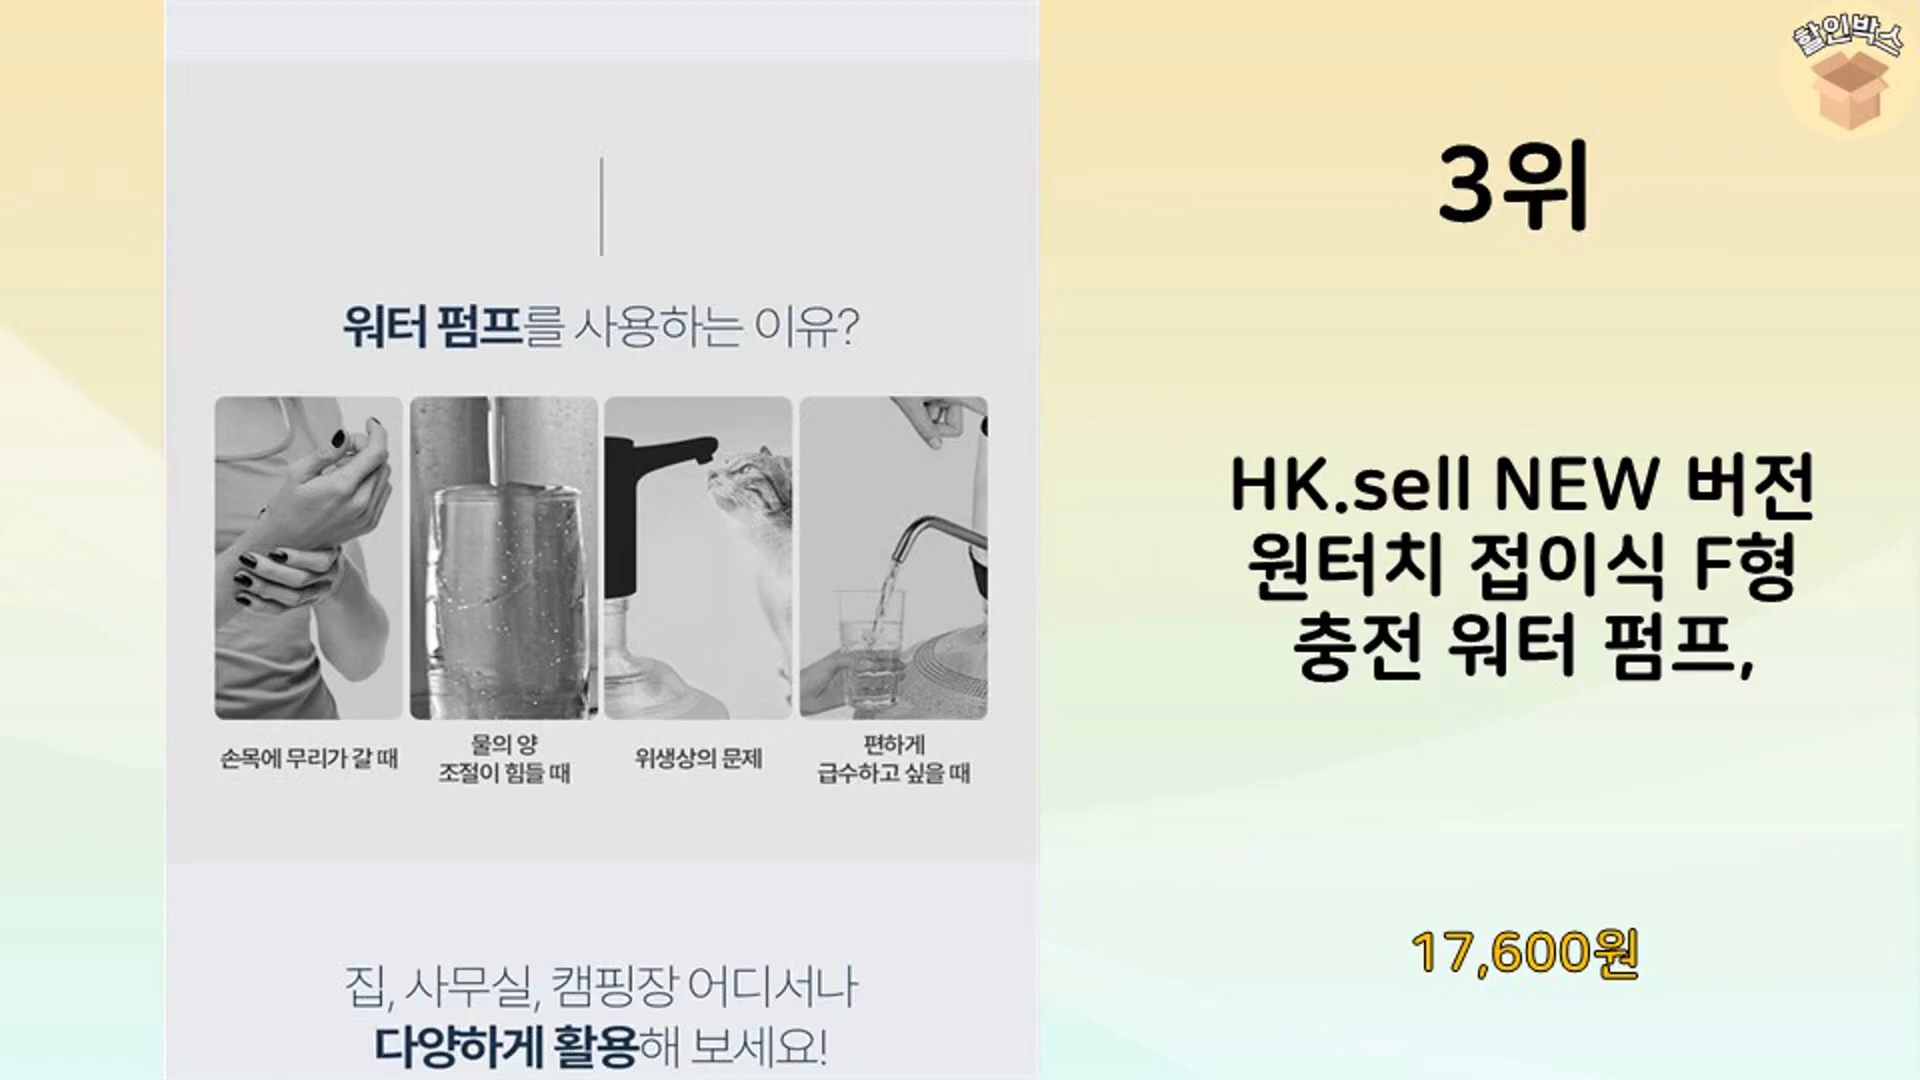 워터 펌프를 사용하는 이유?
손목에 무리가 갈 때
물의 양
조절이 힘들 때
위생상의 문제
편하게
급수하고 싶을 때
집, 사무실, 캠핑장 어디서나
다양하게 활용해 보세요!
할인박스
3위
HK.sell NEW 버전
원터치 접이식 F형
충전 워터 펌프,
17,600원